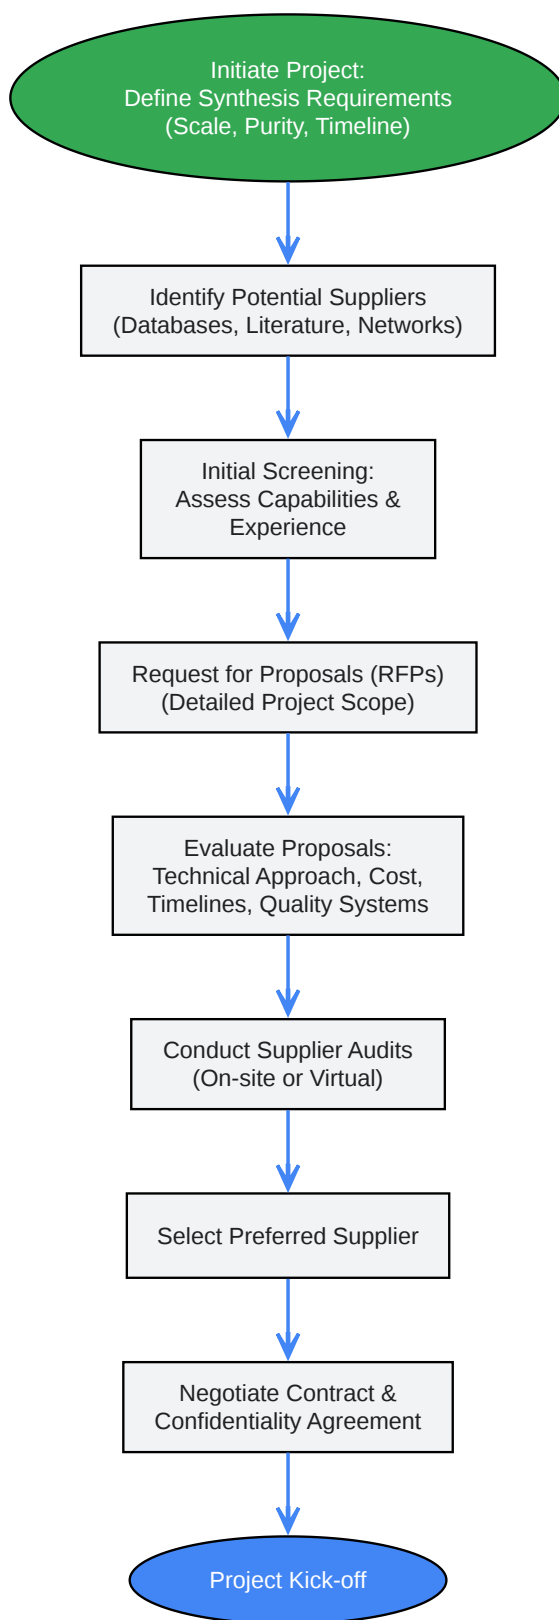 Initiate Project:
Define Synthesis Requirements
(Scale, Purity, Timeline)
Identify Potential Suppliers
(Databases, Literature, Networks)
Initial Screening:
Assess Capabilities &
Experience
Request for Proposals (RFPs)
(Detailed Project Scope)
Evaluate Proposals:
Technical Approach, Cost,
Timelines, Quality Systems
Conduct Supplier Audits
(On-site or Virtual)
Select Preferred Supplier
Negotiate Contract &
Confidentiality Agreement
Project Kick-off